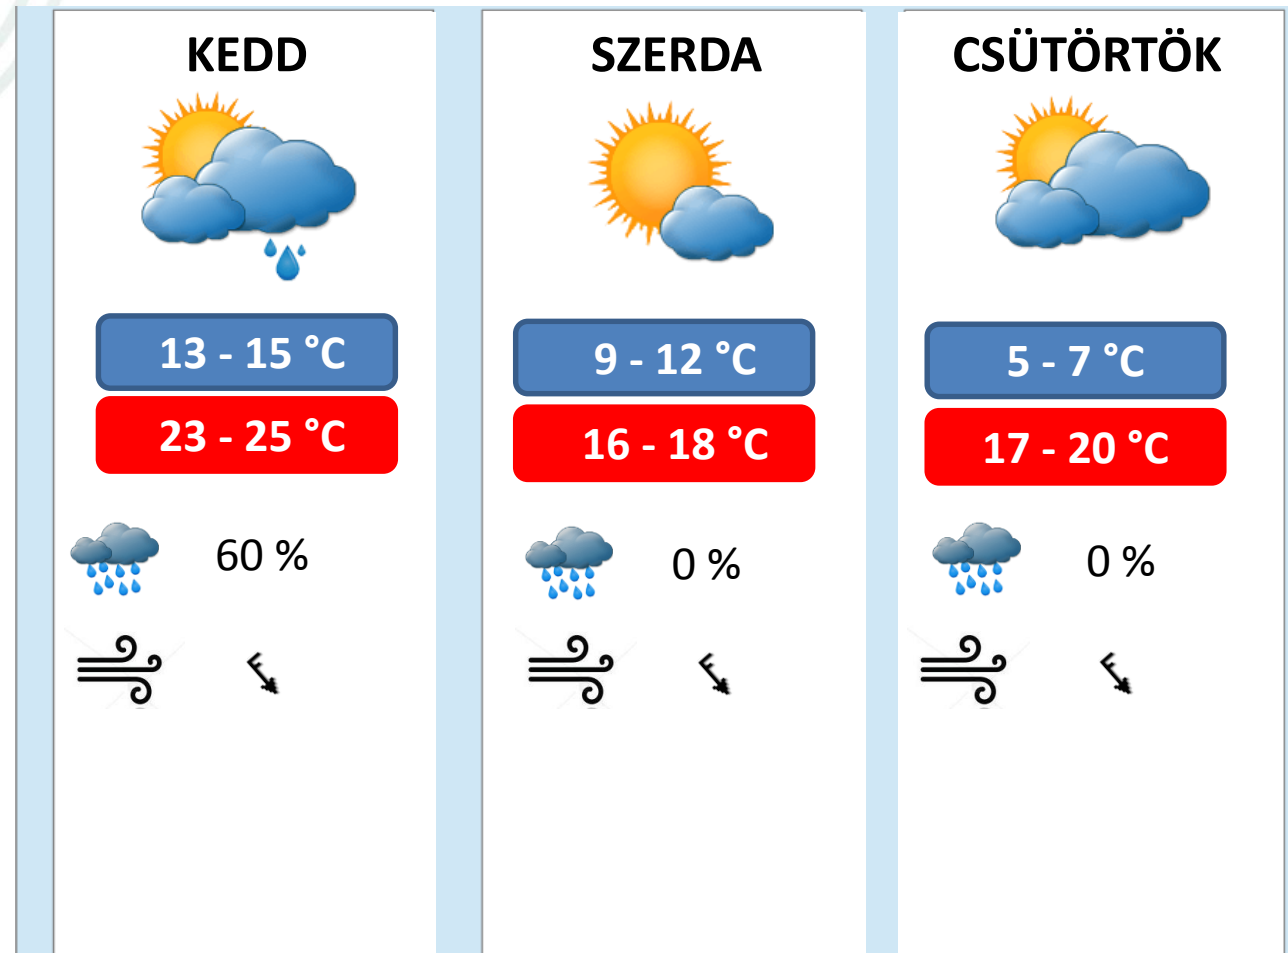 KEDD
13 - 15 °C
23 - 25 °C
60 %
SZERDA
9 - 12 °C
16 - 18 °C
0 %
CSÜTÖRTÖK
5 - 7 °C
17 - 20 °C
0 %